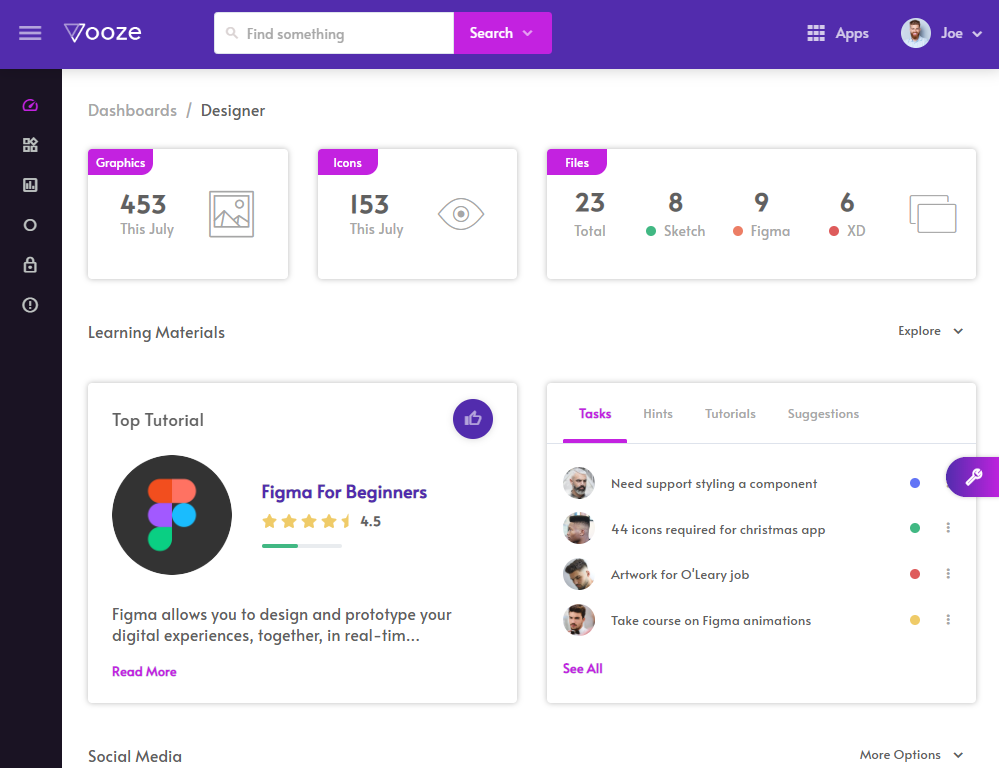 Vooze
Find something
Search
Apps
Joe
Dashboards / Designer
Graphics
453
This July
Icons
153
This July
Files
23
Total
8
Sketch
9
Figma
6
XD
Learning Materials
Explore
Top Tutorial
Figma For Beginners
4.5
Figma allows you to design and prototype your
digital experiences, together, in real-tim...
Read More
Tasks Hints Tutorials Suggestions
Need support styling a component
44 icons required for christmas app
Artwork for O'Leary job
Take course on Figma animations
See All
Social Media
More Options